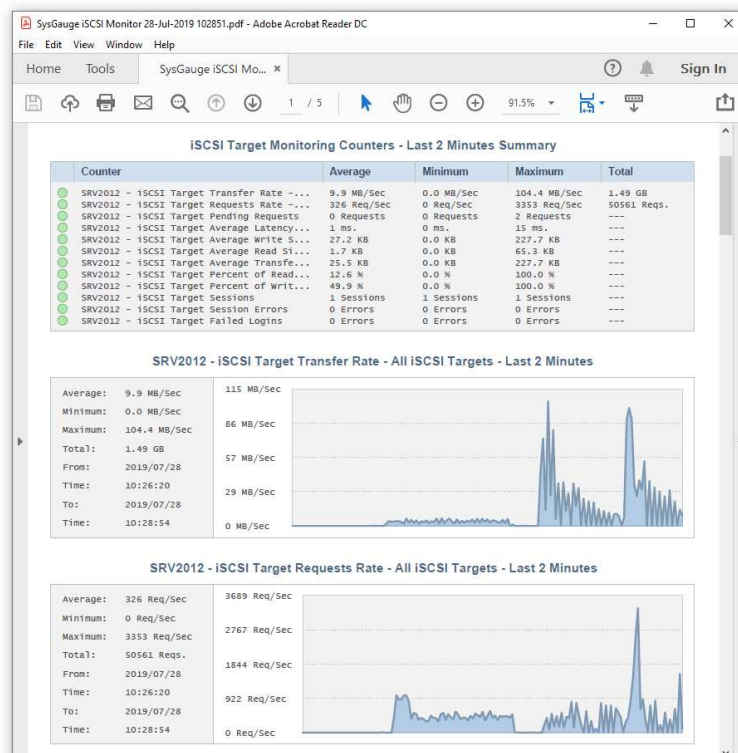 SysGauge iSCSI Monitor 28-Jul-2019 102851.pdf - Adobe Acrobat Reader DC
File Edit View Window Help
Home Tools SysGauge iSCSI Mo... × Sign In
1 / 5 91.5%
iSCSI Target Monitoring Counters - Last 2 Minutes Summary
Counter Average Minimum Maximum Total
SRV2012 - iSCSI Target Transfer Rate -... 9.9 MB/Sec 0.0 MB/Sec 104.4 MB/Sec 1.49 GB
SRV2012 - iSCSI Target Requests Rate -... 326 Req/Sec 0 Req/Sec 3353 Req/Sec 50561 Reqs.
SRV2012 - iSCSI Target Pending Requests 0 Requests 0 Requests 2 Requests ---
SRV2012 - iSCSI Target Average Latency... 1 ms. 0 ms. 15 ms. ---
SRV2012 - iSCSI Target Average Write S... 27.2 KB 0.0 KB 227.7 KB ---
SRV2012 - iSCSI Target Average Read Si... 1.7 KB 0.0 KB 65.3 KB ---
SRV2012 - iSCSI Target Average Transfe... 25.5 KB 0.0 KB 227.7 KB ---
SRV2012 - iSCSI Target Percent of Read... 12.6 % 0.0 % 100.0 % ---
SRV2012 - iSCSI Target Percent of Writ... 49.9 % 0.0 % 100.0 % ---
SRV2012 - iSCSI Target Sessions 1 Sessions 1 Sessions 1 Sessions ---
SRV2012 - iSCSI Target Session Errors 0 Errors 0 Errors 0 Errors ---
SRV2012 - iSCSI Target Failed Logins 0 Errors 0 Errors 0 Errors ---
SRV2012 - iSCSI Target Transfer Rate - All iSCSI Targets - Last 2 Minutes
Average: 9.9 MB/Sec
Minimum: 0.0 MB/Sec
Maximum: 104.4 MB/Sec
Total: 1.49 GB
From: 2019/07/28
Time: 10:26:20
To: 2019/07/28
Time: 10:28:54
115 MB/Sec
86 MB/Sec
57 MB/Sec
29 MB/Sec
0 MB/Sec
SRV2012 - iSCSI Target Requests Rate - All iSCSI Targets - Last 2 Minutes
Average: 326 Req/Sec
Minimum: 0 Req/Sec
Maximum: 3353 Req/Sec
Total: 50561 Reqs.
From: 2019/07/28
Time: 10:26:20
To: 2019/07/28
Time: 10:28:54
3689 Req/Sec
2767 Req/Sec
1844 Req/Sec
922 Req/Sec
0 Req/Sec